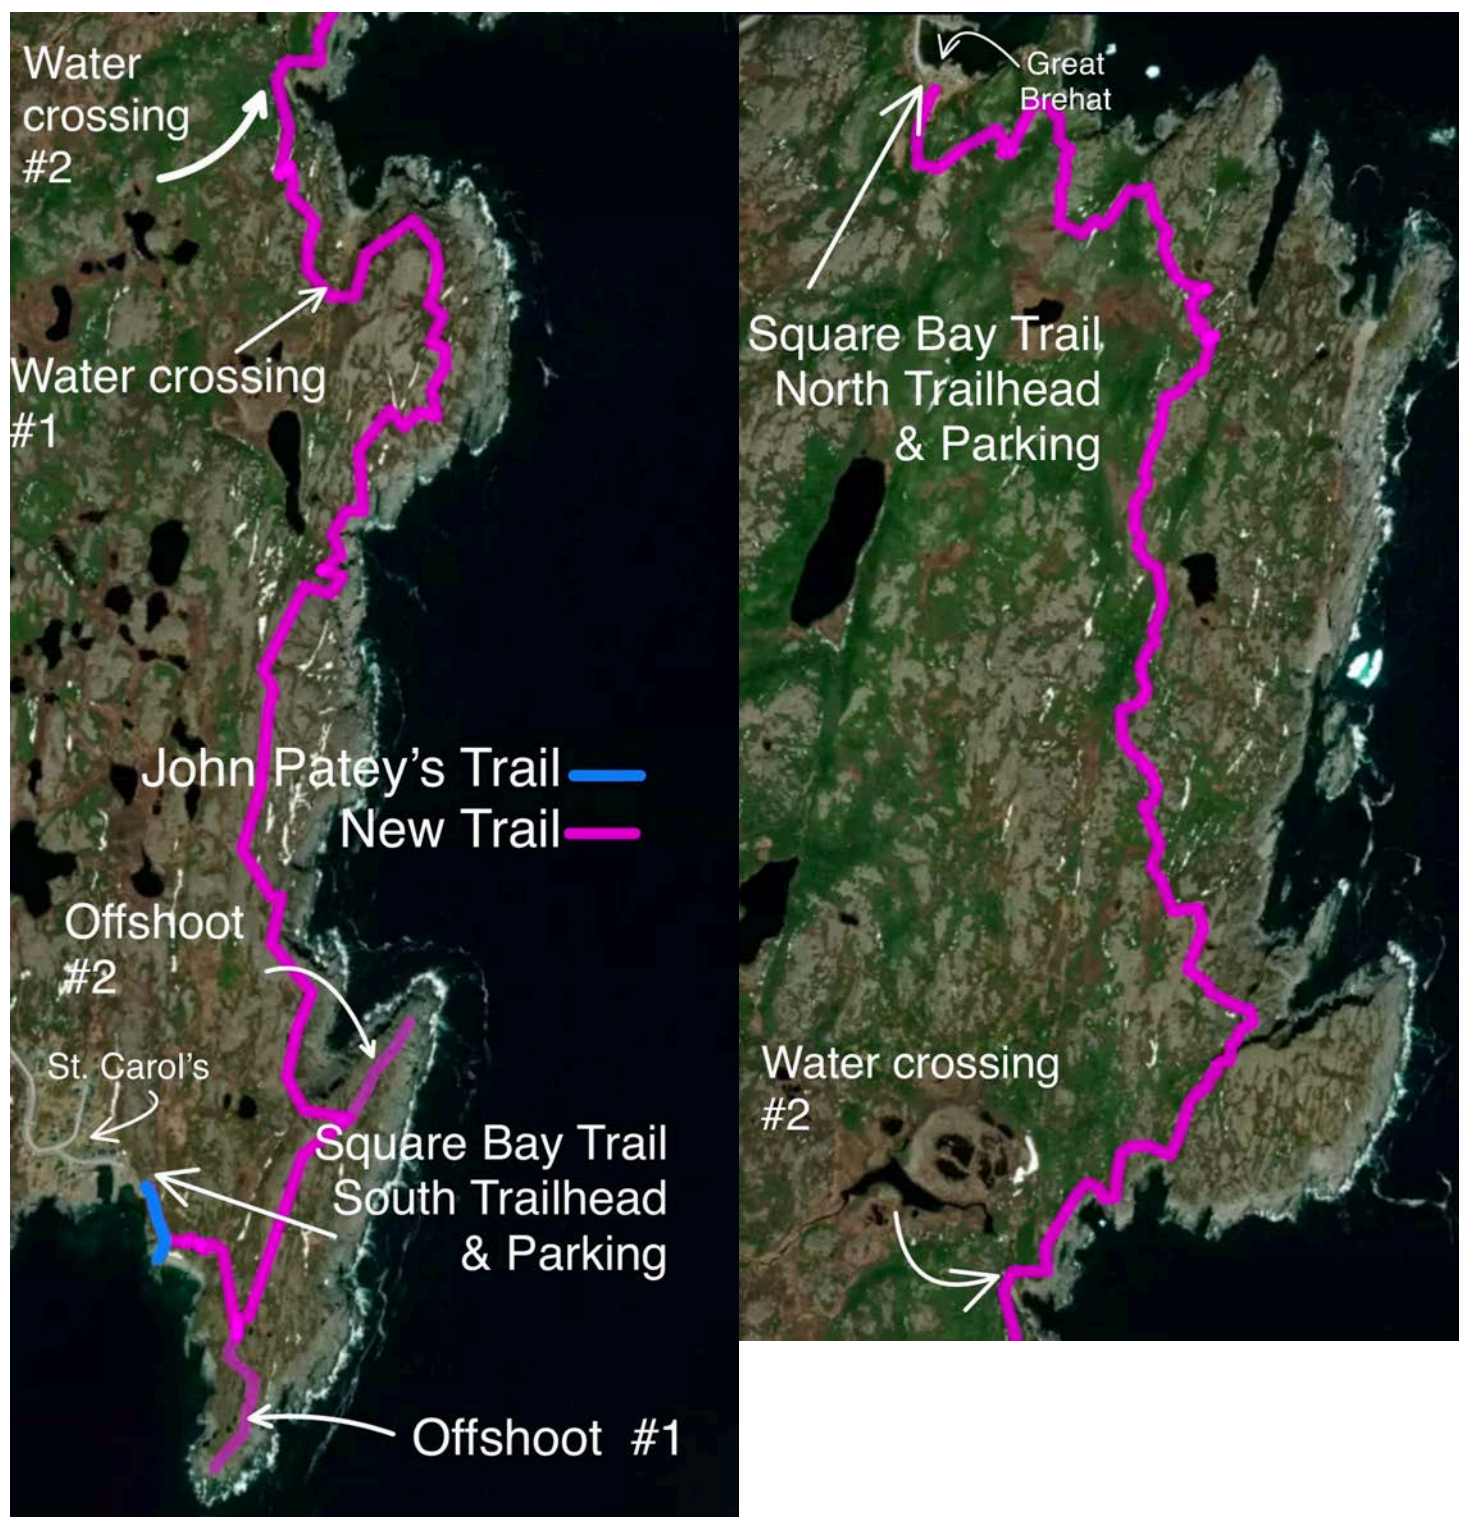 Water
crossing
#2
Water crossing
#1
John Patey's Trail
New Trail
Offshoot
#2
St. Carol's
Square Bay Trail
South Trailhead
& Parking
Offshoot #1
Great
Brehat
Square Bay Trail
North Trailhead
& Parking
Water crossing
#2